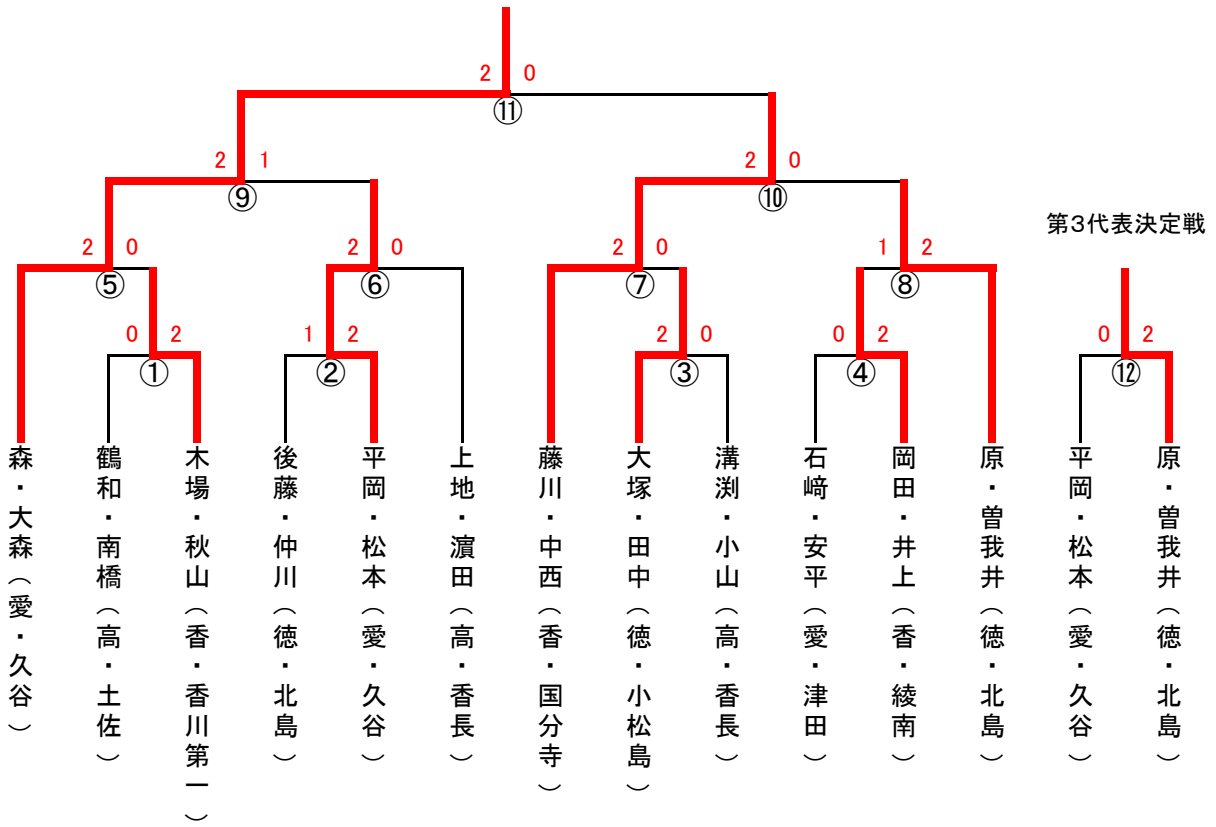 2 0
⑪
2 1
⑨
2 0
⑩
第3代表決定戦
2 0
⑤
2 0
⑥
2 0
⑦
1 2
⑧
0 2
①
1 2
②
2 0
③
0 2
④
0 2
⑫
森・大森(愛・久谷)
鶴和・南橋(高・土佐)
木場・秋山(香・香川第一)
後藤・仲川(徳・北島)
平岡・松本(愛・久谷)
上地・濵田(高・香長)
藤川・中西(香・国分寺)
大塚・田中(徳・小松島)
溝渕・小山(高・香長)
石﨑・安平(愛・津田)
岡田・井上(香・綾南)
原・曽我井(徳・北島)
平岡・松本(愛・久谷)
原・曽我井(徳・北島)